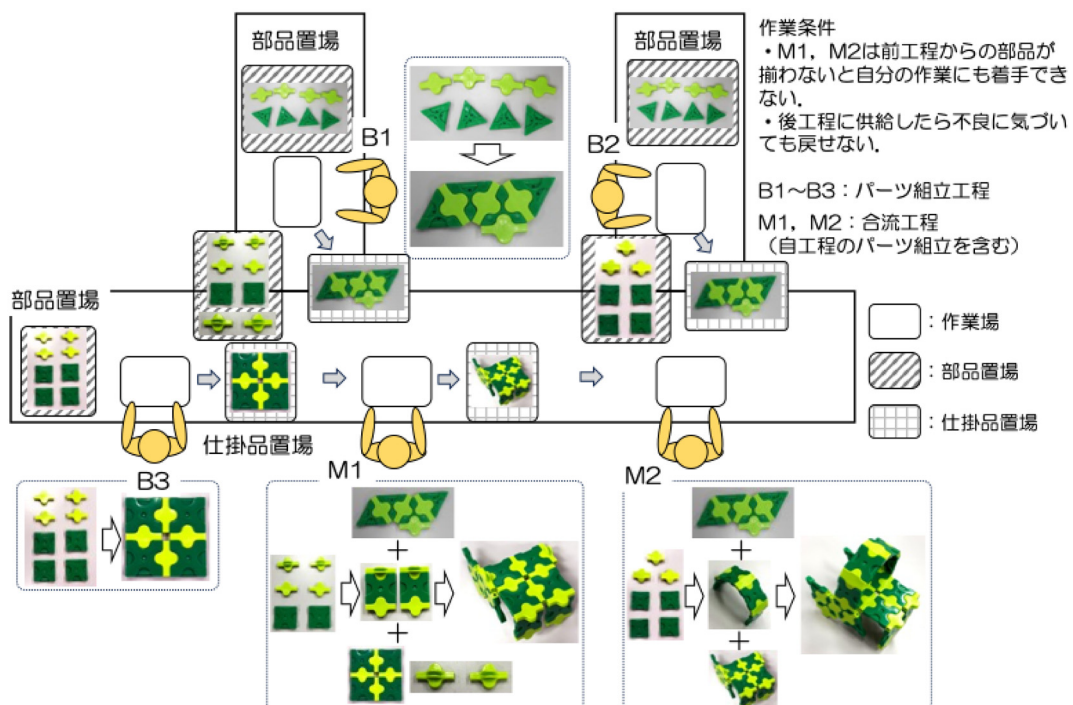 部品置場
B1
部品置場
B2
作業条件
・M1，M2は前工程からの部品が
揃わないと自分の作業にも着手でき
ない．
・後工程に供給したら不良に気づい
ても戻せない．
B1～B3：パーツ組立工程
M1，M2：合流工程
（自工程のパーツ組立を含む）
部品置場
：作業場
：部品置場
：仕掛品置場
仕掛品置場
B3
M1
M2
+
+
+
+